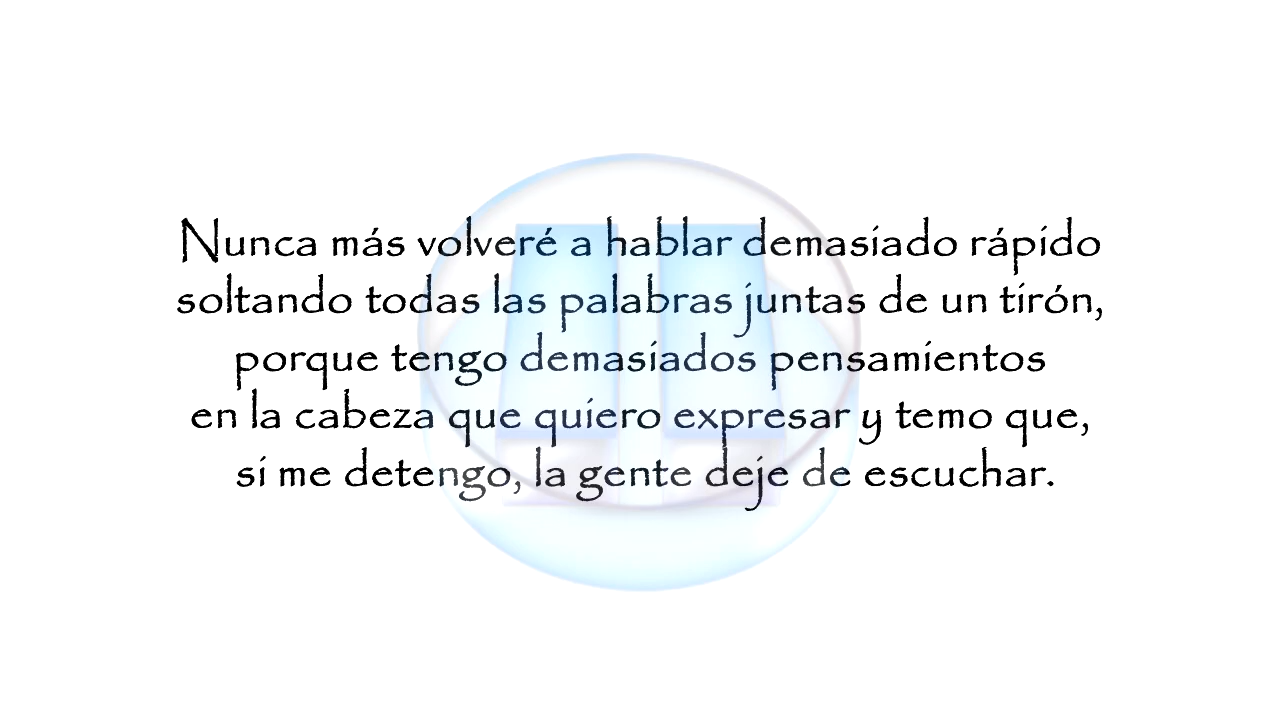 Nunca más volveré a hablar demasiado rápido
soltando todas las palabras juntas de un tirón,
porque tengo demasiados pensamientos
en la cabeza que quiero expresar y temo que,
si me detengo, la gente deje de escuchar.